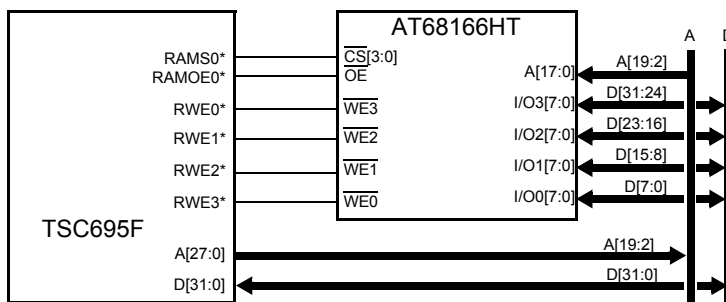 AT68166HT
A
D
RAMS0*
RAMOE0*
RWE0*
RWE1*
RWE2*
RWE3*
CS[3:0]
OE
WE3
WE2
WE1
WE0
A[17:0]
I/O3[7:0]
I/O2[7:0]
I/O1[7:0]
I/O0[7:0]
A[19:2]
D[31:24]
D[23:16]
D[15:8]
D[7:0]
TSC695F
A[27:0]
A[19:2]
D[31:0]
D[31:0]